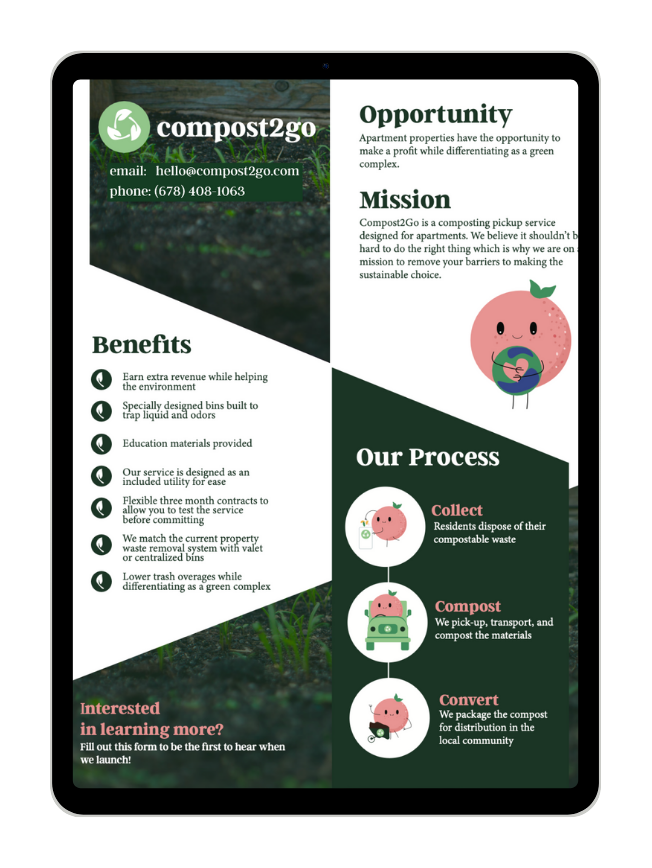 compost2go
email: hello@compost2go.com
phone: (678) 408-1063
Benefits
Earn extra revenue while helping
the environment
Specially designed bins built to
trap liquid and odors
Education materials provided
Our service is designed as an
included utility for ease
Flexible three month contracts to
allow you to test the service
before committing
We match the current property
waste removal system with valet
or centralized bins
Lower trash overages while
differentiating as a green complex
Interested
in learning more?
Fill out this form to be the first to hear when
we launch!
Opportunity
Apartment properties have the opportunity to
make a profit while differentiating as a green
complex.
Mission
Compost2Go is a composting pickup service
designed for apartments. We believe it shouldn't b
hard to do the right thing which is why we are on
mission to remove your barriers to making the
sustainable choice.
Our Process
Collect
Residents dispose of their
compostable waste
Compost
We pick-up, transport, and
compost the materials
Convert
We package the compost
for distribution in the
local community